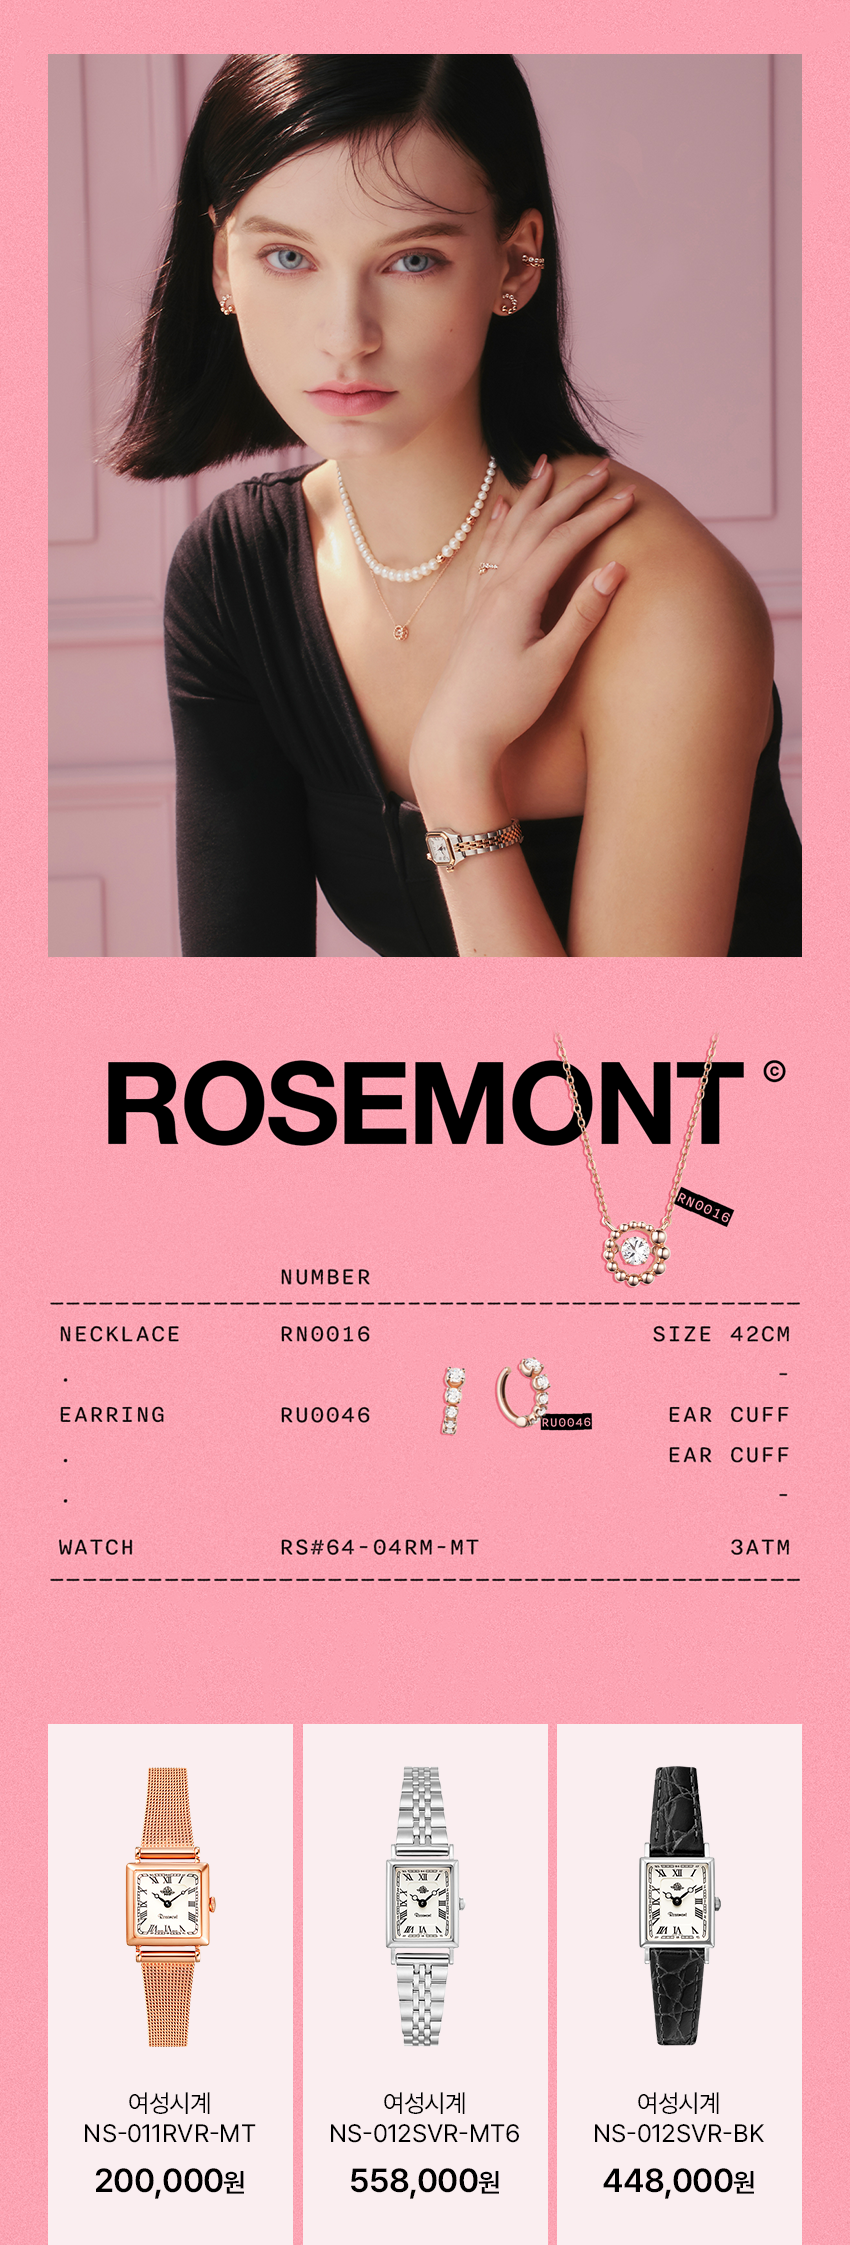 ROSEMONT ©
RN0016
NUMBER
NECKLACE RN0016 SIZE 42CM
. -
EARRING RU0046 EAR CUFF
RU0046
. EAR CUFF
. -
WATCH RS#64-04RM-MT 3ATM
여성시계
NS-011RVR-MT
200,000원
여성시계
NS-012SVR-MT6
558,000원
여성시계
NS-012SVR-BK
448,000원